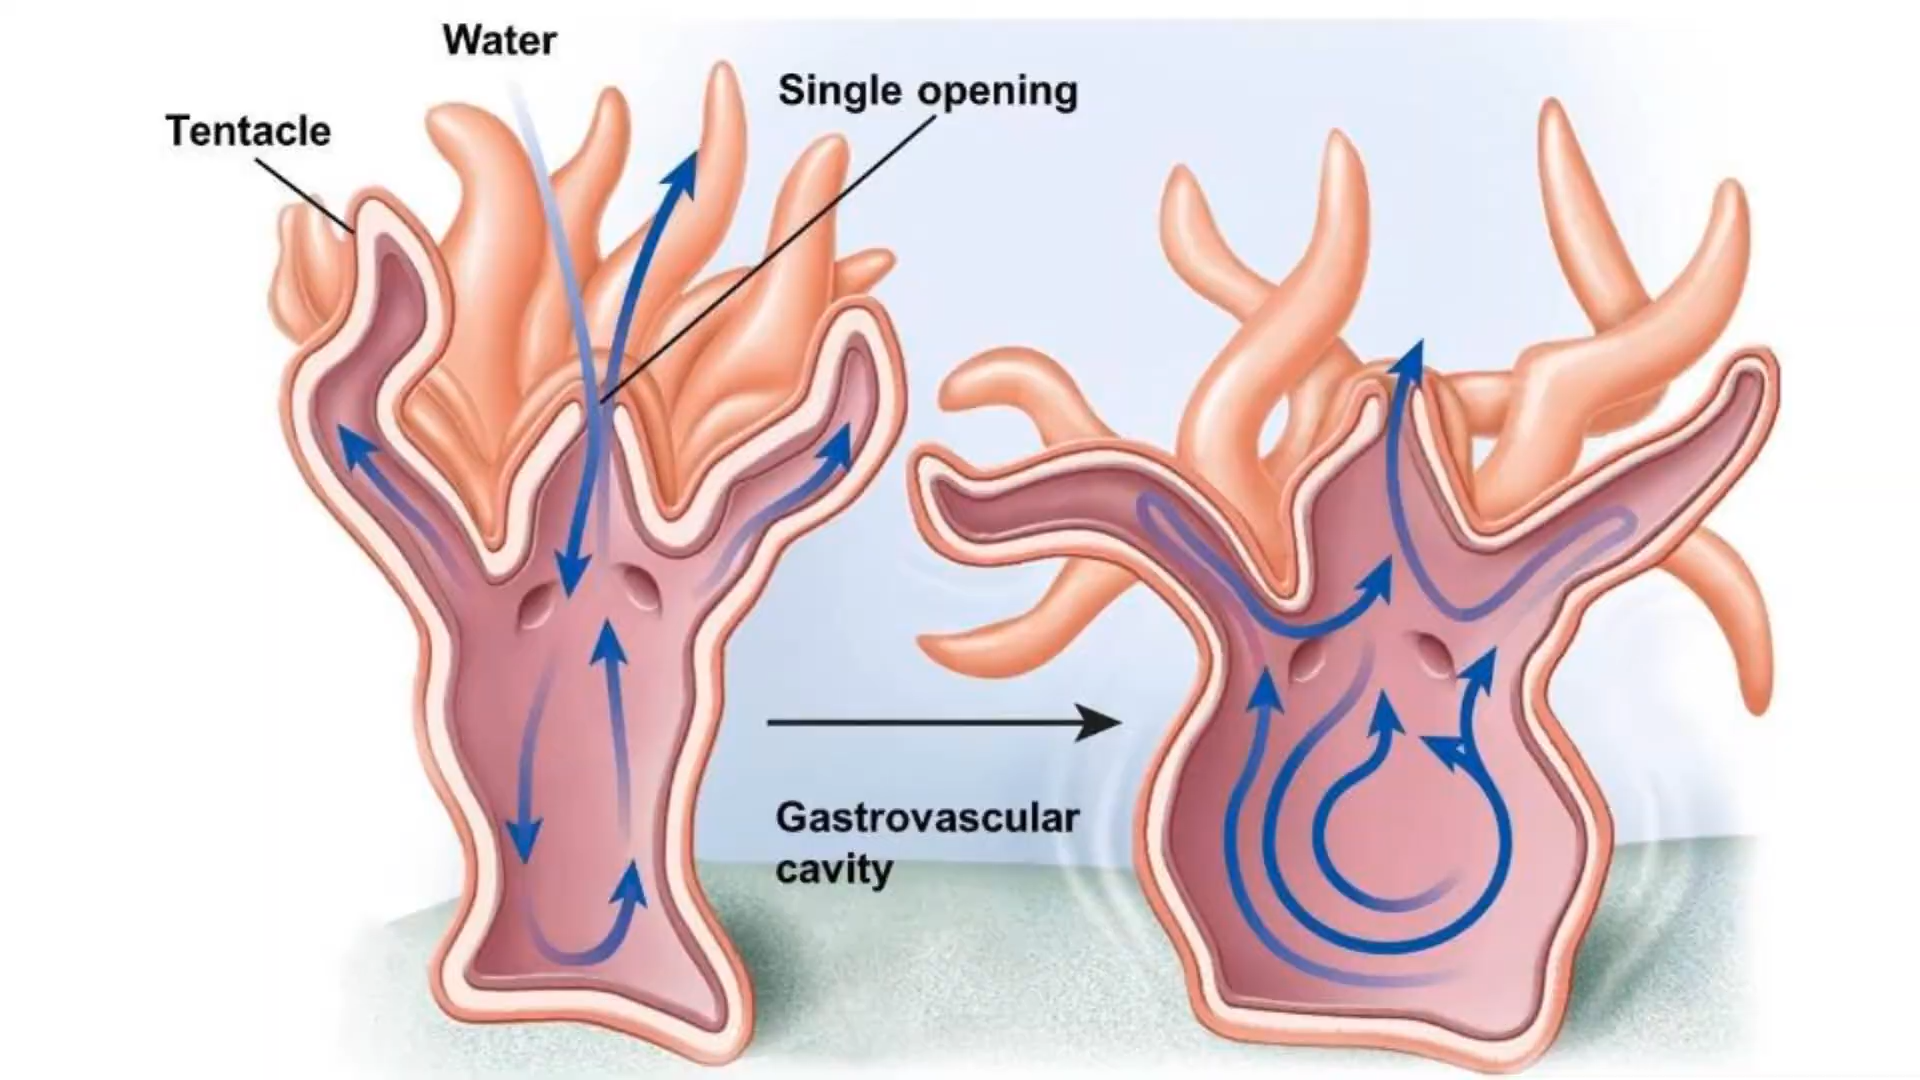 Water
Single opening
Tentacle
Gastrovascular
cavity